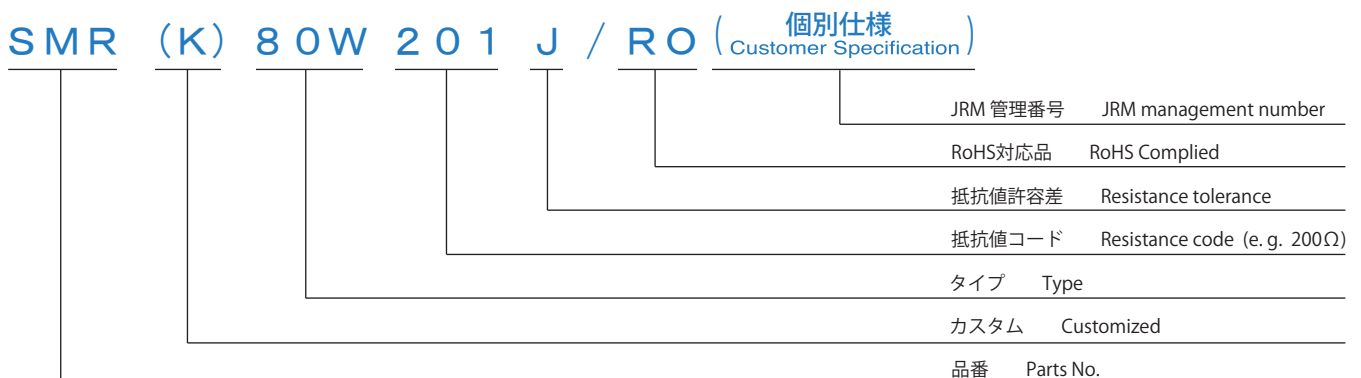 SMR (K) 80W 201 J / RO (個別仕様
Customer Specification)
JRM 管理番号 JRM management number
RoHS対応品 RoHS Complied
抵抗値許容差 Resistance tolerance
抵抗値コード Resistance code (e. g. 200Ω)
タイプ Type
カスタム Customized
品番 Parts No.